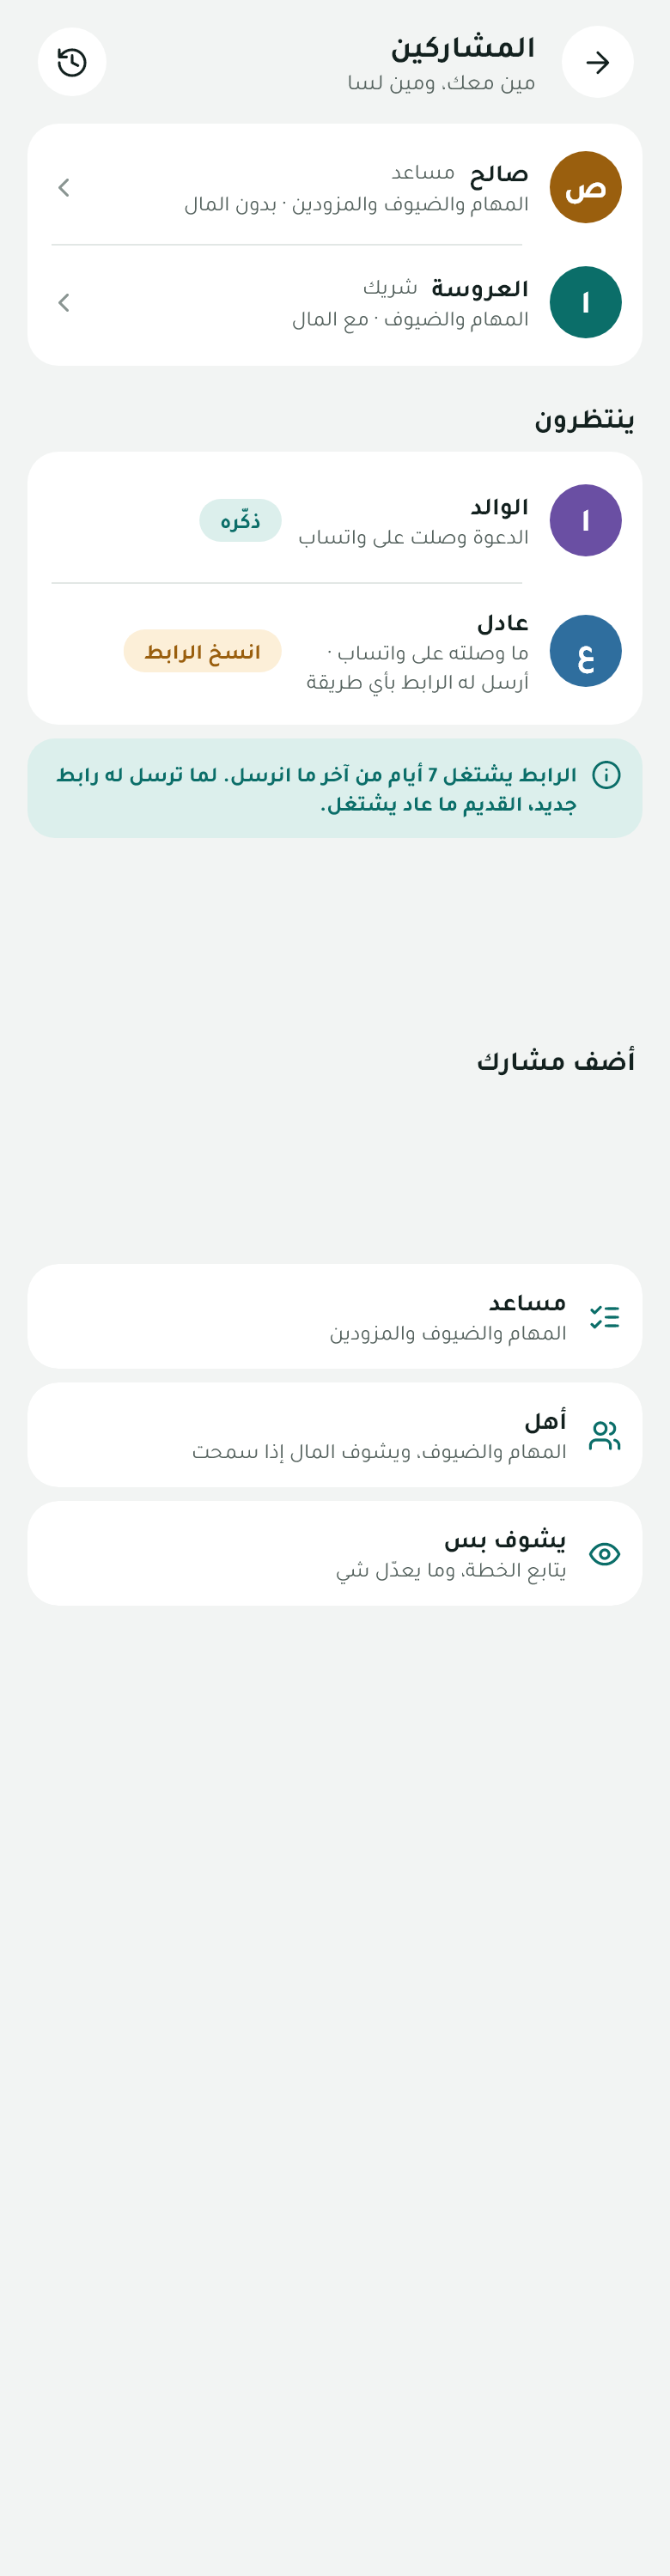 المشاركين
مين معك، ومين لسا
ص
صالح مساعد
المهام والضيوف والمزودين · بدون المال
ا
العروسة شريك
المهام والضيوف · مع المال
ينتظرون
ا
الوالد
الدعوة وصلت على واتساب
ذكّره
ع
عادل
ما وصلته على واتساب ·
أرسل له الرابط بأي طريقة
انسخ الرابط
الرابط يشتغل 7 أيام من آخر ما انرسل. لما ترسل له رابط
جديد، القديم ما عاد يشتغل.
أضف مشارك
مساعد
المهام والضيوف والمزودين
أهل
المهام والضيوف، ويشوف المال إذا سمحت
يشوف بس
يتابع الخطة، وما يعدّل شي